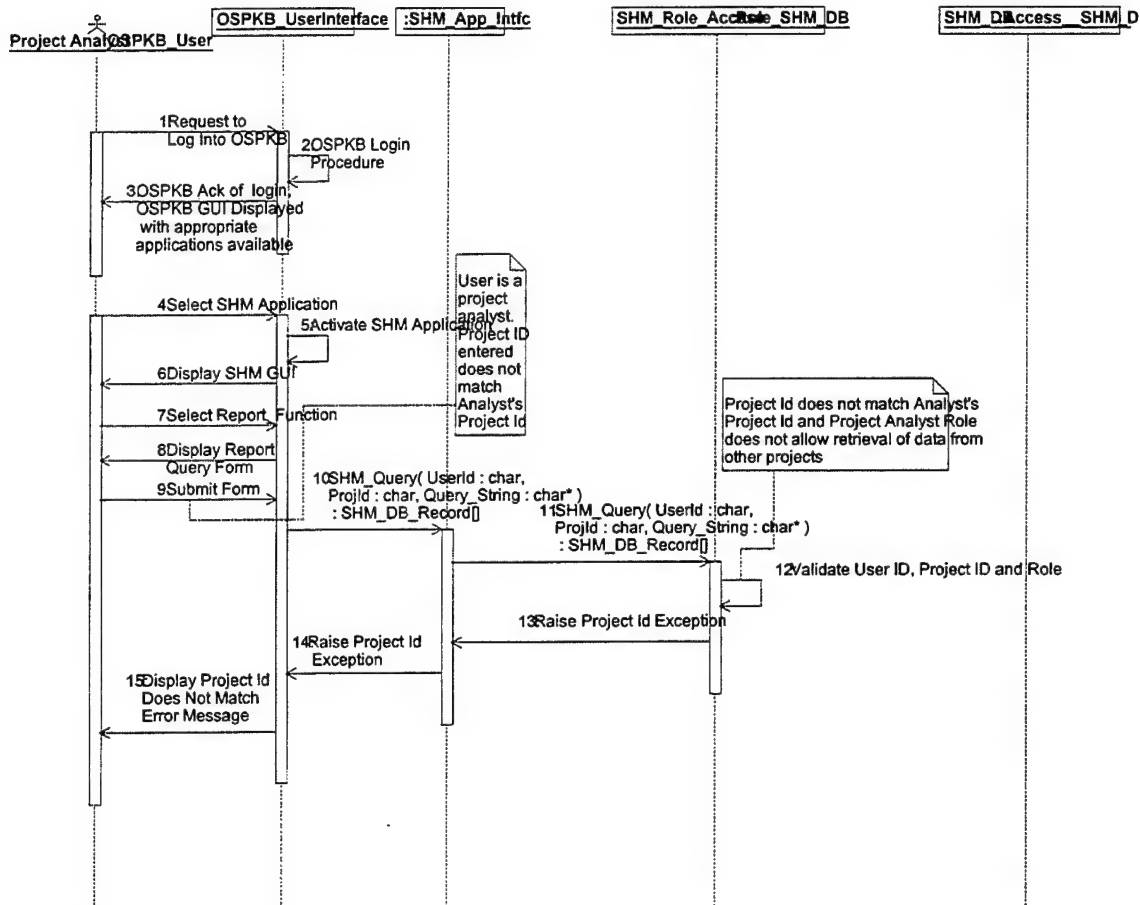 OSPKB_UserInterface
:SHM_App_Intfc
SHM_DB
Project Analyst
OSPKB_User
1Request to
Log Into OSPKB
2OSPKB Login
Procedure
3OSPKB Ack of login,
OSPKB GUI Displayed
with appropriate
applications available
User is a
project
analyst.
Project ID
entered
does not
match
Analyst's
Project Id
4Select SHM Application
5Activate SHM Application
6Display SHM GUI
7Select Report Function
8Display Report
Query Form
9Submit Form
Project Id does not match Analyst's
Project Id and Project Analyst Role
does not allow retrieval of data from
other projects
10SHM_Query( UserId : char,
ProjId : char, Query_String : char* )
: SHM_DB_Record[]
11SHM_Query( UserId : char,
ProjId : char, Query_String : char* )
: SHM_DB_Record[]
12Validate User ID, Project ID and Role
13Raise Project Id Exception
14Raise Project Id
Exception
15Display Project Id
Does Not Match
Error Message